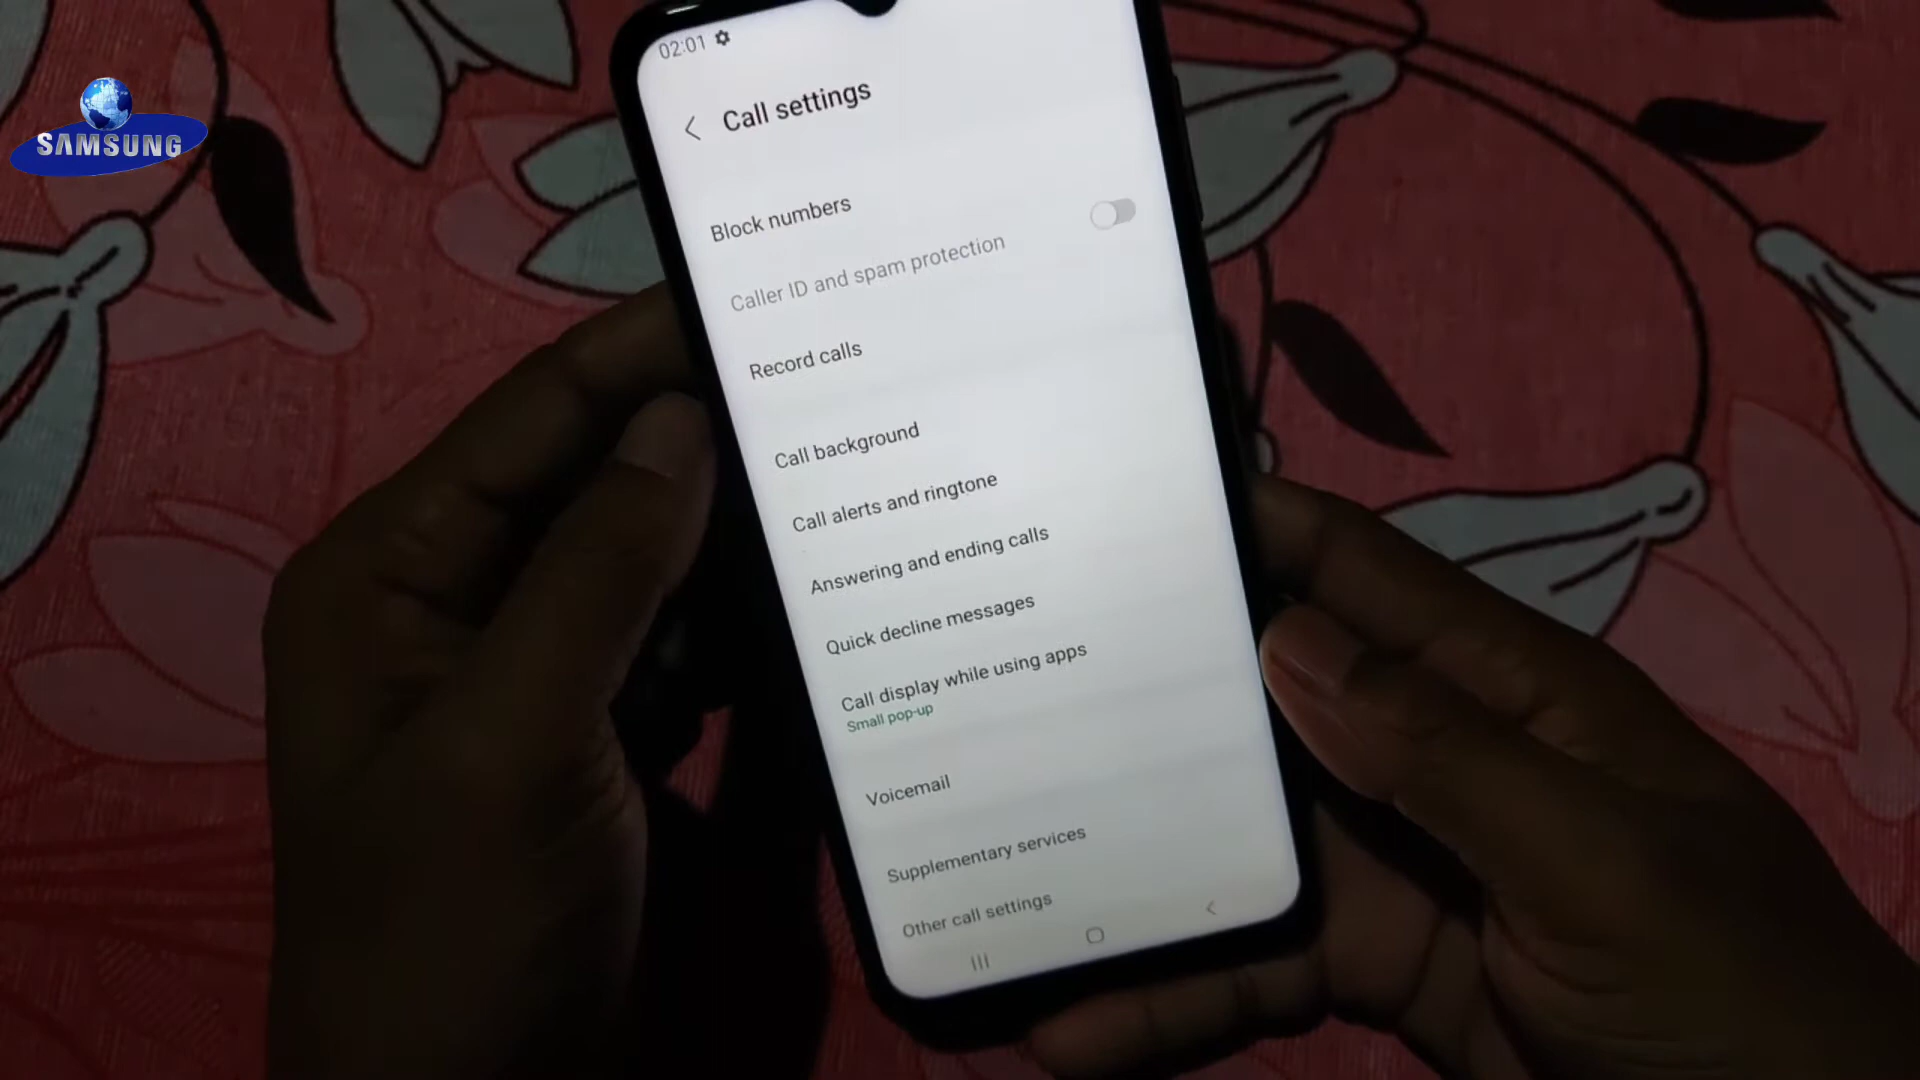 02:01
SAMSUNG
Call settings
Block numbers
Caller ID and spam protection
Record calls
Call background
Call alerts and ringtone
Answering and ending calls
Quick decline messages
Call display while using apps
Small pop-up
Voicemail
Supplementary services
Other call settings